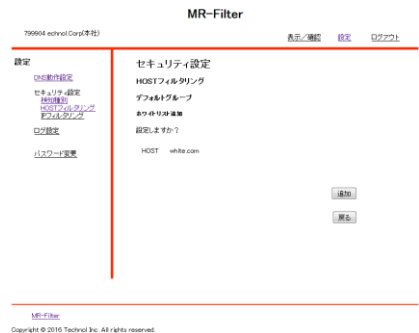 MR-Filter
799904 echnol.Corp(本社)
表示／確認 設定 ログアウト
設定
DNS動作設定
セキュリティ設定
検知種別
HOSTフィルタリング
IPフィルタリング
ログ設定
パスワード変更
セキュリティ設定
HOSTフィルタリング
デフォルトグループ
ホワイトリスト追加
設定しますか？
HOST white.com
追加
戻る
MR-Filter
Copyright © 2016 Technol Inc. All rights reserved.